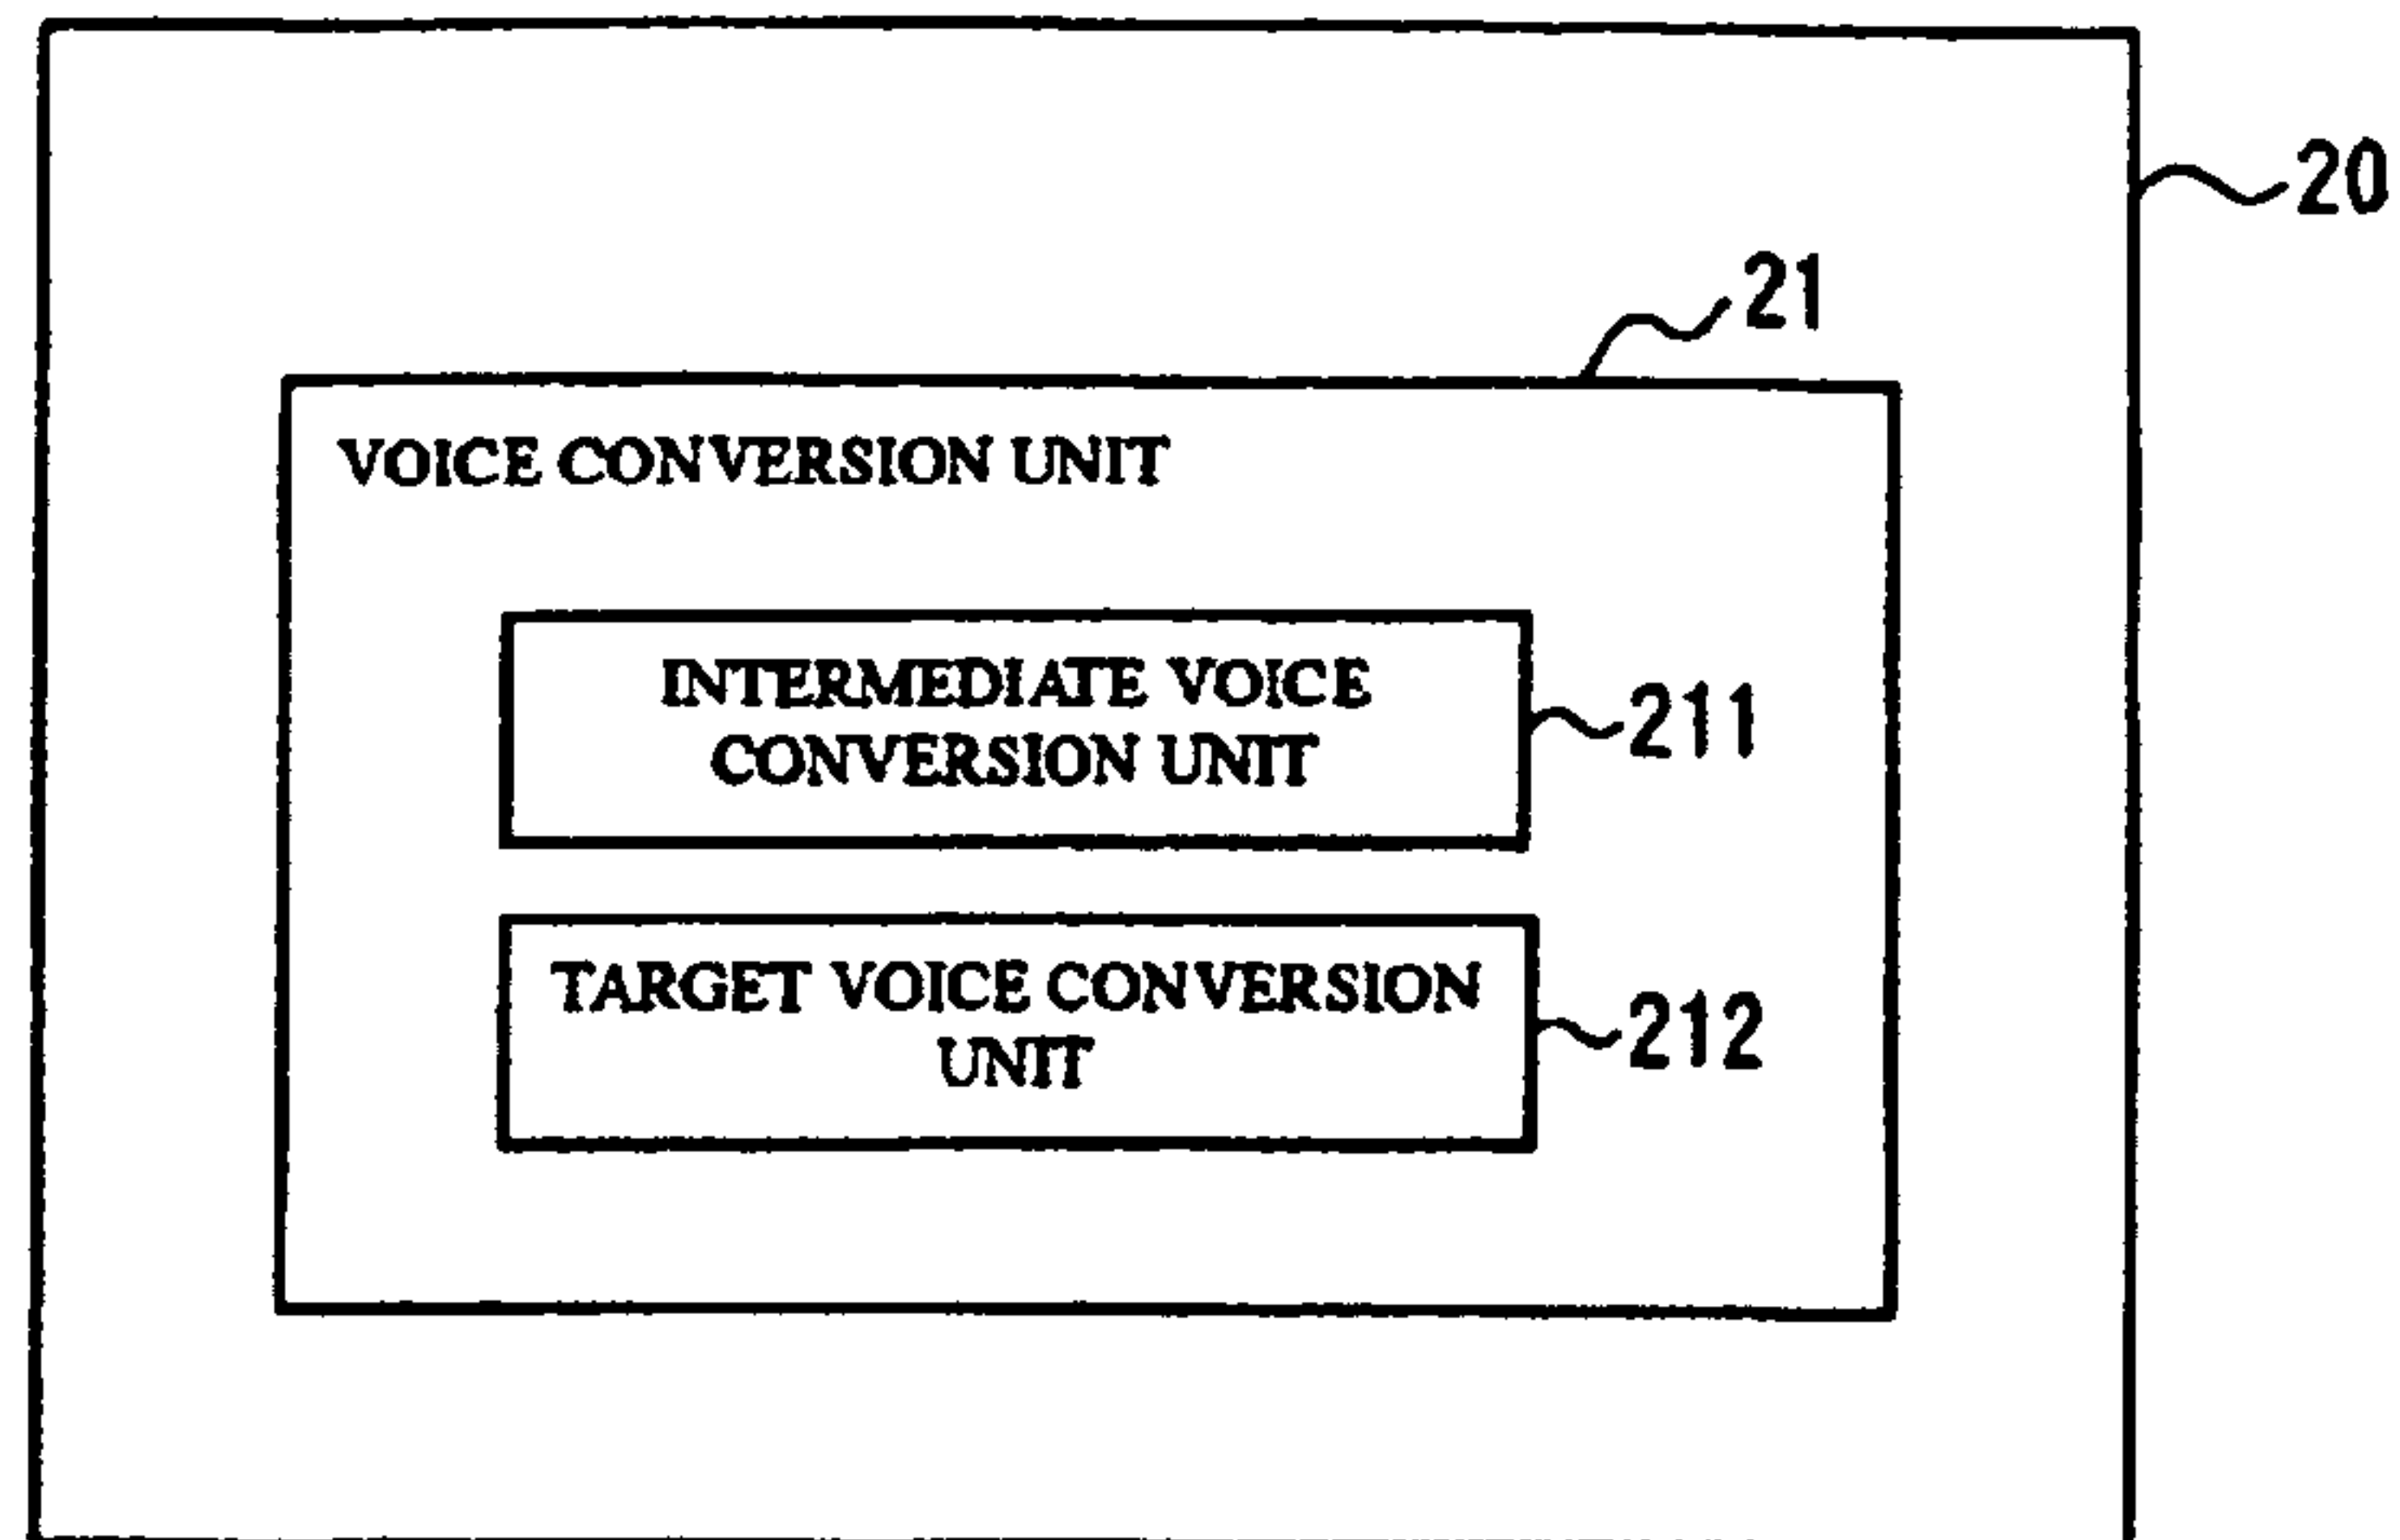 20
21
VOICE CONVERSION UNIT
INTERMEDIATE VOICE
CONVERSION UNIT
211
TARGET VOICE CONVERSION
UNIT
212